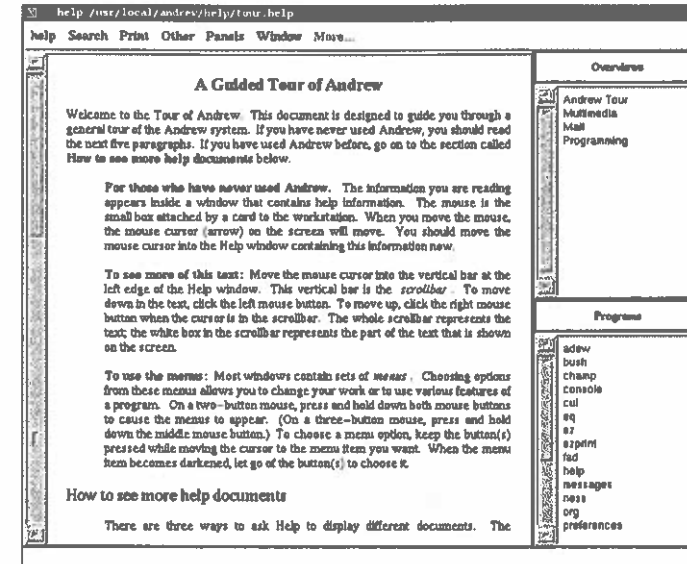 help /usr/local/andrew/help/tour.help
help Search Print Other Panels Window More...
A Guided Tour of Andrew
Welcome to the Tour of Andrew. This document is designed to guide you through a
general tour of the Andrew system. If you have never used Andrew, you should read
the next five paragraphs. If you have used Andrew before, go on to the section called
How to see more help documents below.
For those who have never used Andrew. The information you are reading
appears inside a window that contains help information. The mouse is the
small box attached by a cord to the workstation. When you move the mouse,
the mouse cursor (arrow) on the screen will move. You should move the
mouse cursor into the Help window containing this information now.
To see more of this text: Move the mouse cursor into the vertical bar at the
left edge of the Help window. This vertical bar is the scrollbar . To move
down in the text, click the left mouse button. To move up, click the right mouse
button when the cursor is in the scrollbar. The whole scrollbar represents the
text; the white box in the scrollbar represents the part of the text that is shown
on the screen.
To use the menus: Most windows contain sets of menus . Choosing options
from these menus allows you to change your work or to use various features of
a program. On a two-button mouse, press and hold down both mouse buttons
to cause the menus to appear. (On a three-button mouse, press and hold
down the middle mouse button.) To choose a menu option, keep the button(s)
pressed while moving the cursor to the menu item you want. When the menu
item becomes darkened, let go of the button(s) to choose it.
How to see more help documents
There are three ways to ask Help to display different documents. The
Overviews
Andrew Tour
Multimedia
Mail
Programming
Programs
adew
bush
champ
console
cui
eq
ez
ezprint
fad
help
messages
ness
org
preferences